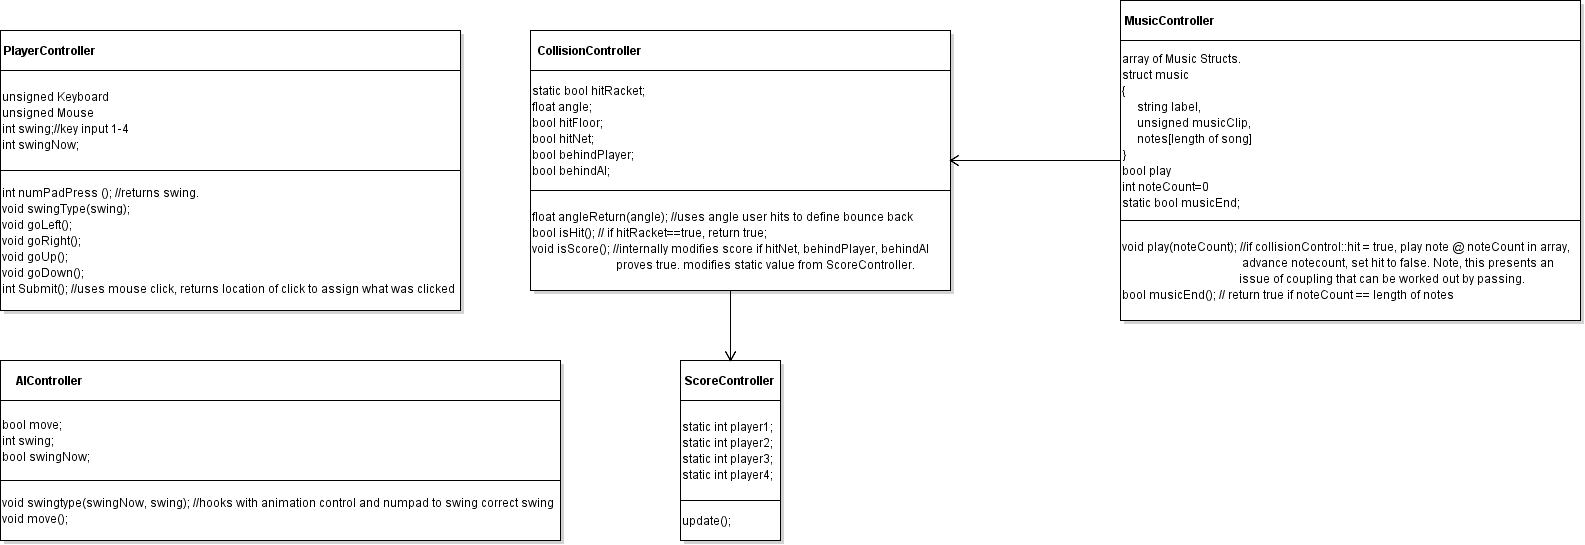 PlayerController
unsigned Keyboard
unsigned Mouse
int swing;//key input 1-4
int swingNow;
int numPadPress (); //returns swing.
void swingType(swing);
void goLeft();
void goRight();
void goUp();
void goDown();
int Submit(); //uses mouse click, returns location of click to assign what was clicked
CollisionController
static bool hitRacket;
float angle;
bool hitFloor;
bool hitNet;
bool behindPlayer;
bool behindAI;
float angleReturn(angle); //uses angle user hits to define bounce back
bool isHit(); // if hitRacket==true, return true;
void isScore(); //internally modifies score if hitNet, behindPlayer, behindAI
proves true. modifies static value from ScoreController.
MusicController
array of Music Structs.
struct music
{
string label,
unsigned musicClip,
notes[length of song]
}
bool play
int noteCount=0
static bool musicEnd;
void play(noteCount); //if collisionControl::hit = true, play note @ noteCount in array,
advance notecount, set hit to false. Note, this presents an
issue of coupling that can be worked out by passing.
bool musicEnd(); // return true if noteCount == length of notes
AIController
bool move;
int swing;
bool swingNow;
void swingtype(swingNow, swing); //hooks with animation control and numpad to swing correct swing
void move();
ScoreController
static int player1;
static int player2;
static int player3;
static int player4;
update();